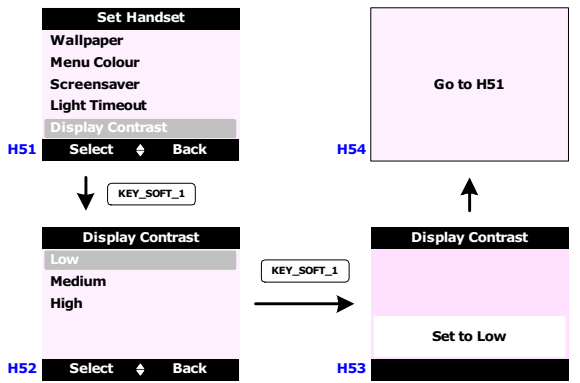 Set Handset
Wallpaper
Menu Colour
Screensaver
Light Timeout
Display Contrast
H51 Select Back
KEY_SOFT_1
Display Contrast
Low
Medium
High
H52 Select Back
KEY_SOFT_1
Display Contrast
Set to Low
H53
Go to H51
H54